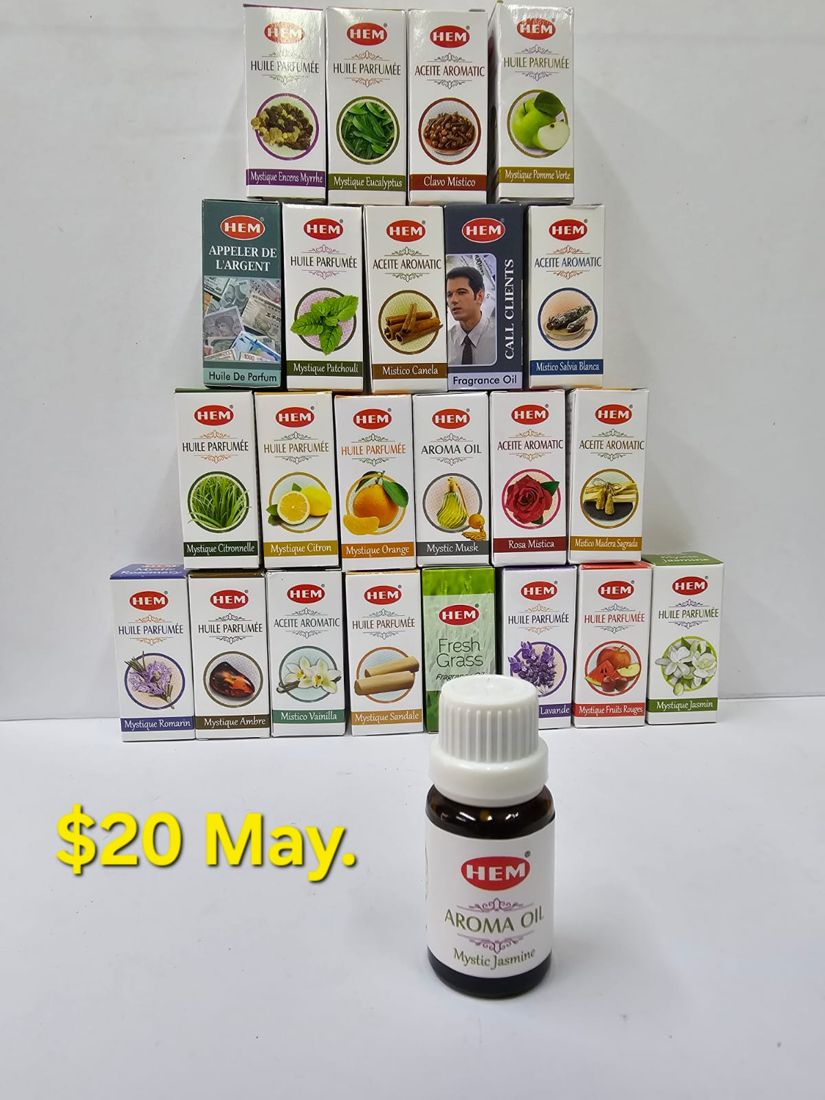 HEM
HUILE PARFUMÉE
Mystique Encens Myrrhe
HEM
HUILE PARFUMÉE
Mystique Eucalyptus
HEM
ACEITE AROMATIC
Clavo Mistico
HEM
HUILE PARFUMÉE
Mystique Pomme Verte
HEM
APPELER DE
L'ARGENT
Huile De Parfum
HEM
HUILE PARFUMÉE
Mystique Patchouli
HEM
ACEITE AROMATIC
Mistico Canela
HEM
CALL CLIENTS
Fragrance Oil
HEM
ACEITE AROMATIC
Mistico Salvia Blanca
HEM
HUILE PARFUMÉE
Mystique Citronnelle
HEM
HUILE PARFUMÉE
Mystique Citron
HEM
HUILE PARFUMÉE
Mystique Orange
HEM
AROMA OIL
Mystic Musk
HEM
ACEITE AROMATIC
Rosa Mistica
HEM
ACEITE AROMATIC
Mistico Madera Sagrada
HEM
HUILE PARFUMÉE
Mystique Romarin
HEM
HUILE PARFUMÉE
Mystique Ambre
HEM
ACEITE AROMATIC
Mistico Vainilla
HEM
HUILE PARFUMÉE
Mystique Sandale
HEM
Fresh
Grass
HEM
HUILE PARFUMÉE
Lavande
HEM
HUILE PARFUMÉE
Mystique Fruits Rouges
HEM
HUILE PARFUMÉE
Mystique Jasmin
$20 May.
HEM
AROMA OIL
Mystic Jasmine